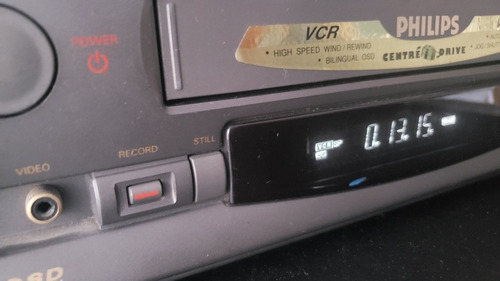 POWER
VCR
PHILIPS
• HIGH SPEED WIND/REWIND
• BILINGUAL OSD
CENTRE DRIVE
RECORD
STILL
VIDEO
0.13.15